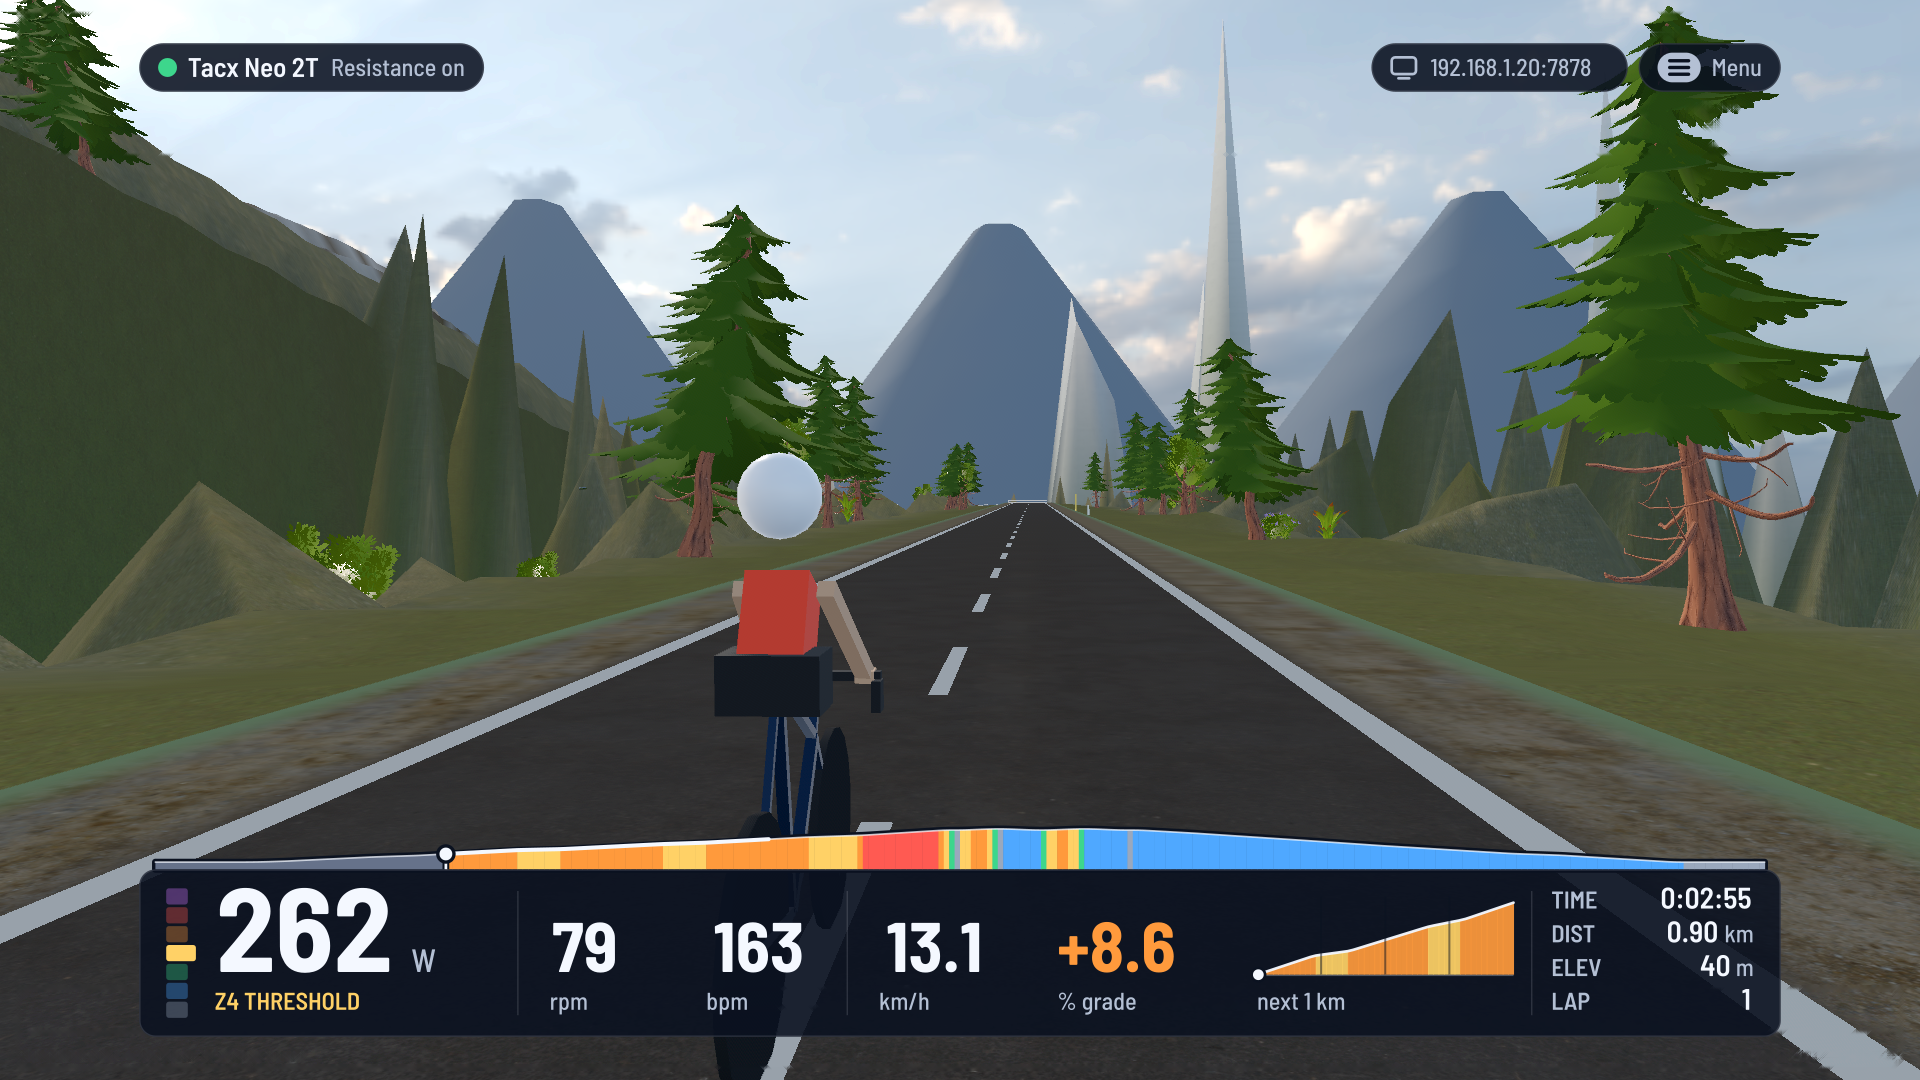 Tacx Neo 2T Resistance on
192.168.1.20:7878
Menu
262 W
Z4 THRESHOLD
79
rpm
163
bpm
13.1
km/h
+8.6
% grade
next 1 km
TIME 0:02:55
DIST 0.90 km
ELEV 40 m
LAP 1